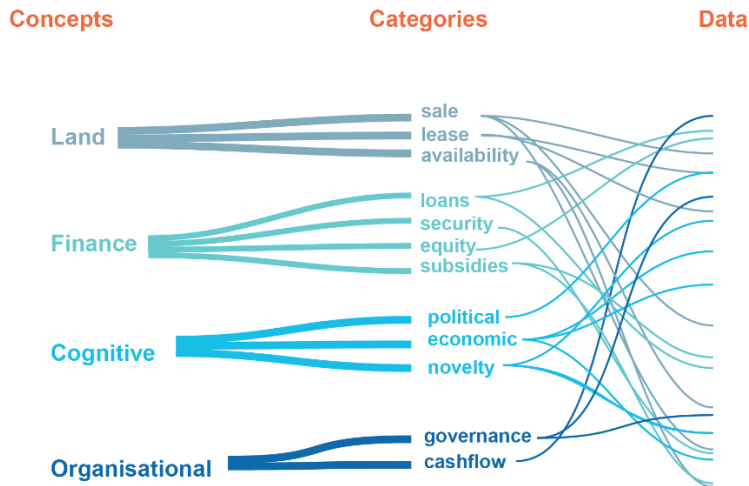 Concepts Categories Data
Land
sale
lease
availability
Finance
loans
security
equity
subsidies
Cognitive
political
economic
novelty
Organisational
governance
cashflow